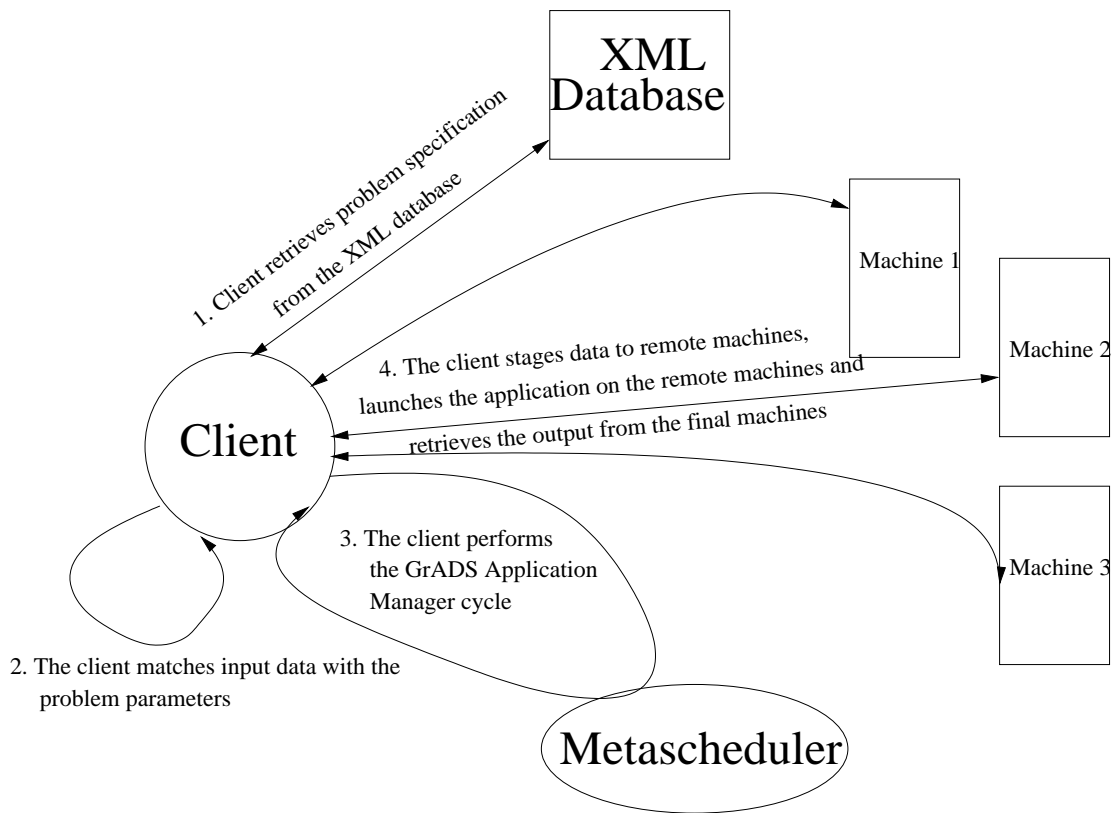 XML
Database
1. Client retrieves problem specification
from the XML database
Machine 1
Machine 2
4. The client stages data to remote machines,
launches the application on the remote machines and
retrieves the output from the final machines
Client
3. The client performs
the GrADS Application
Manager cycle
Machine 3
2. The client matches input data with the
problem parameters
Metascheduler